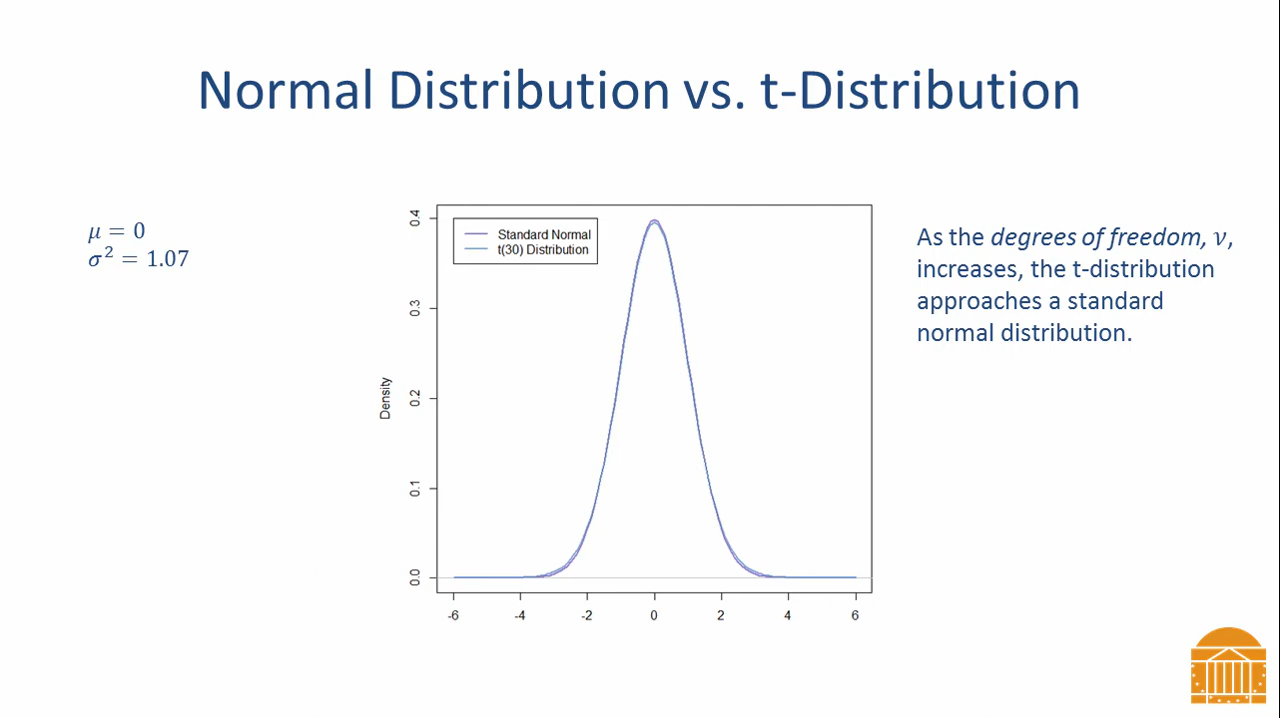 Normal Distribution vs. t-Distribution
μ = 0
σ² = 1.07
Standard Normal
t(30) Distribution
Density
0.4
0.3
0.2
0.1
0.0
-6 -4 -2 0 2 4 6
As the degrees of freedom, ν,
increases, the t-distribution
approaches a standard
normal distribution.